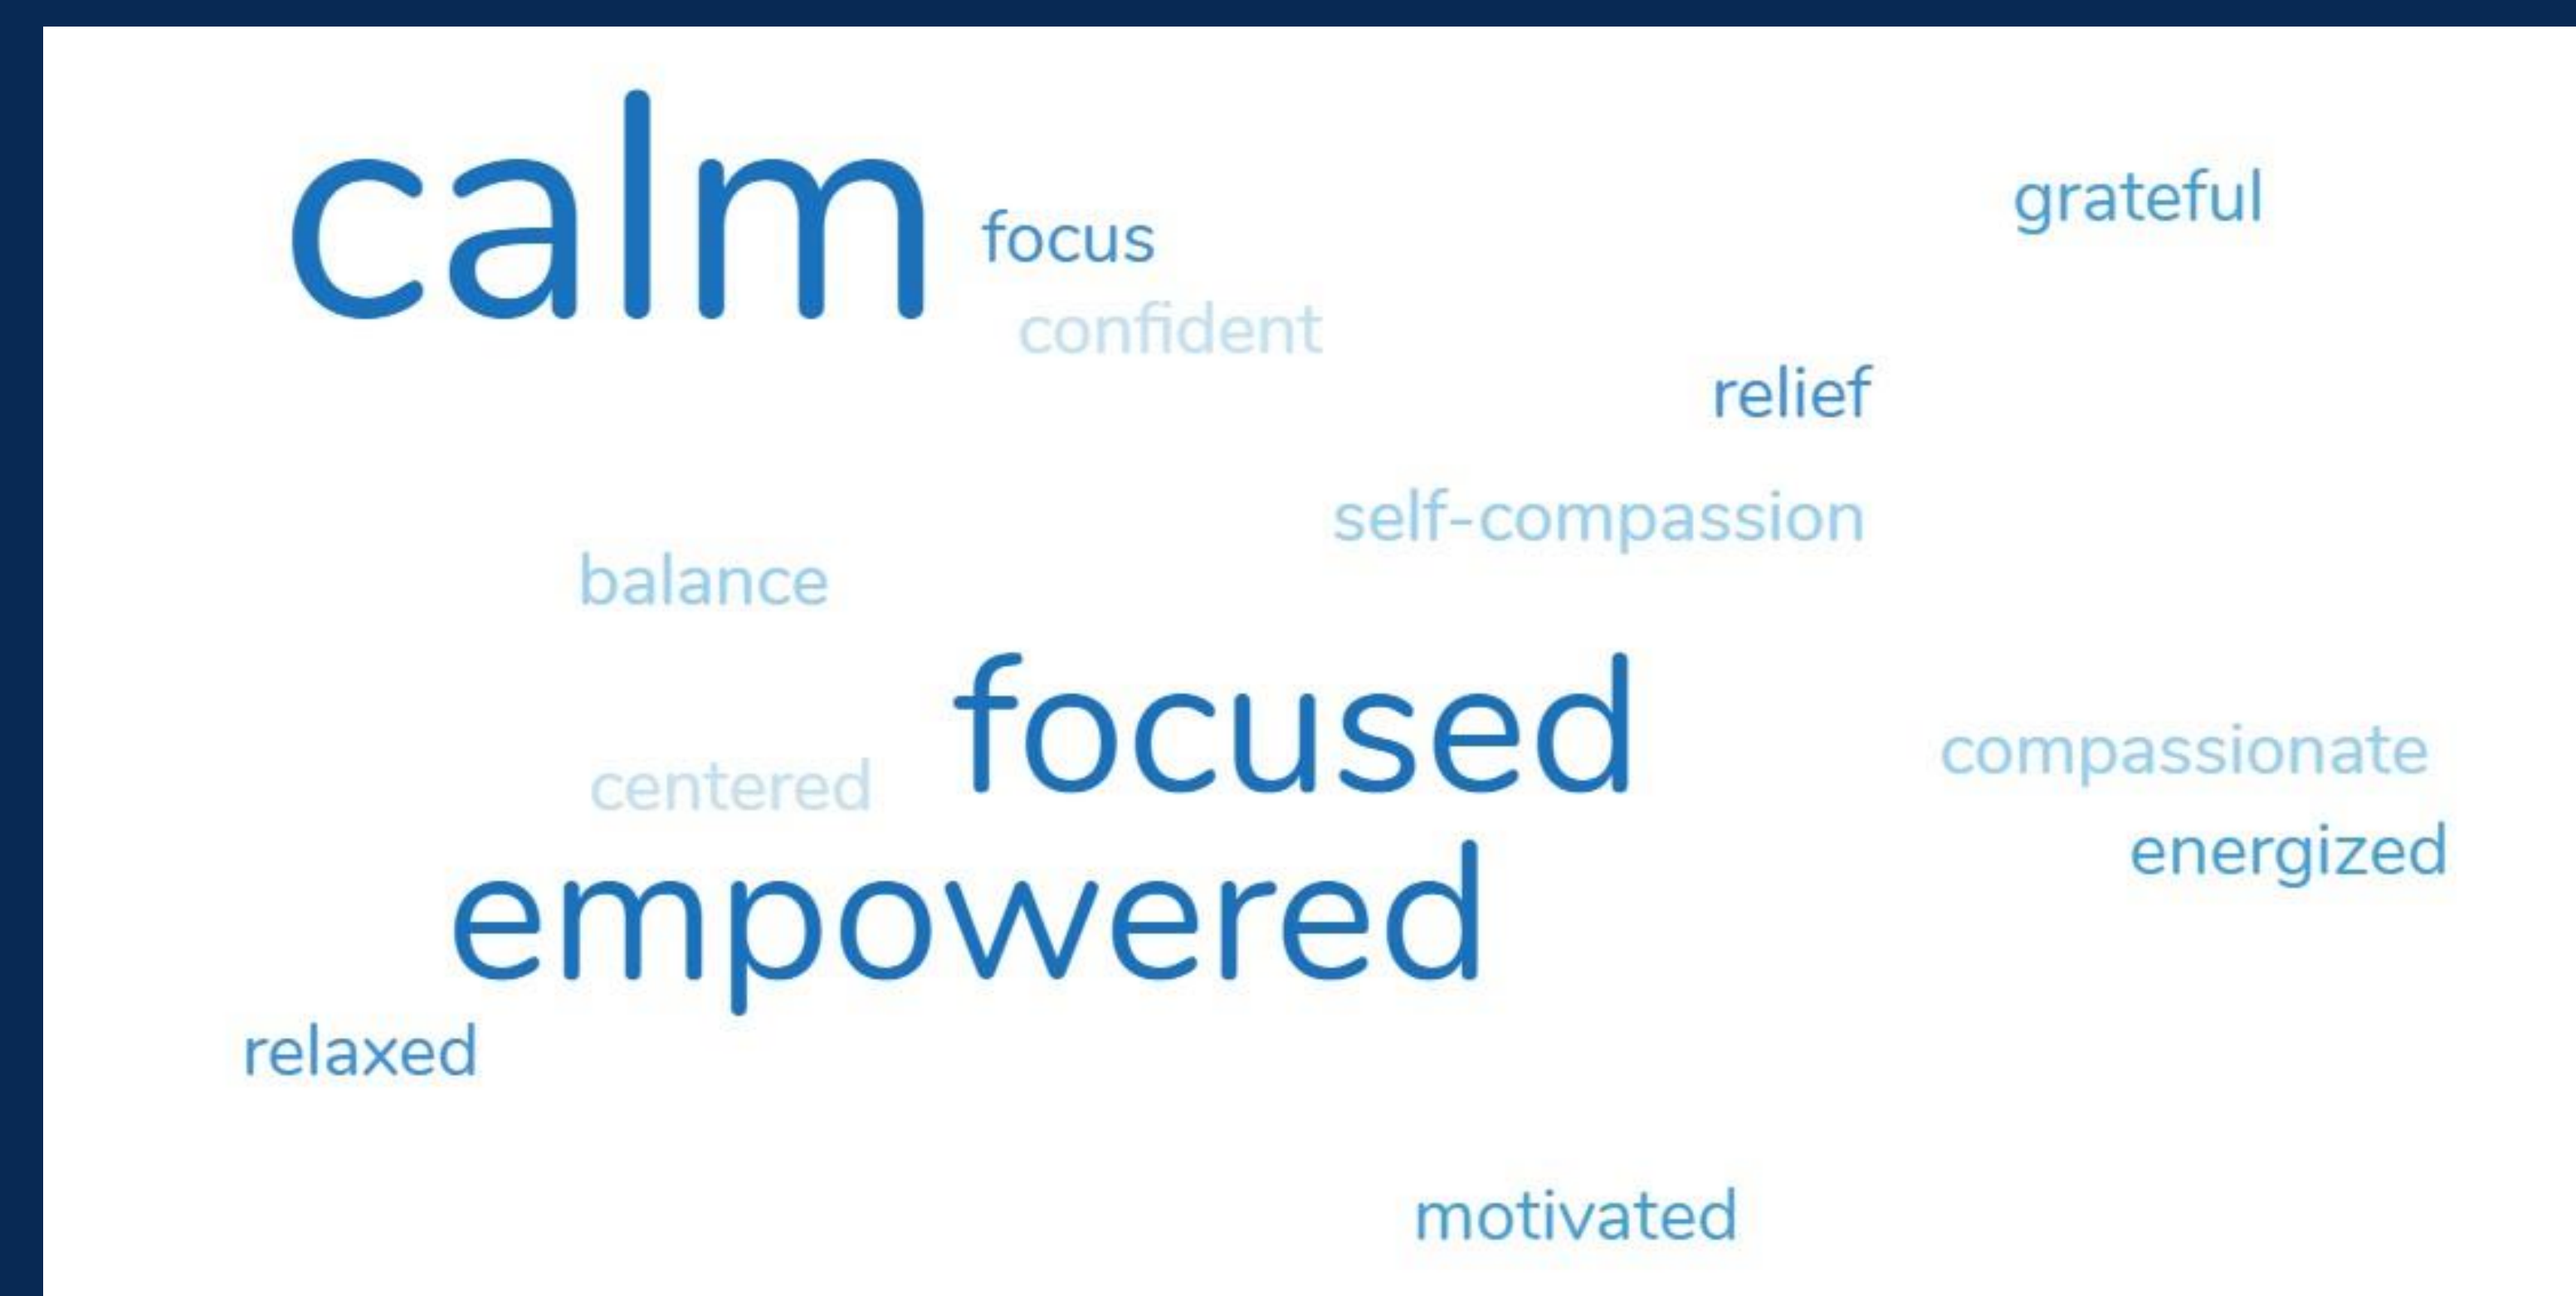 calm
grateful
focus
confident
relief
self-compassion
balance
focused
compassionate
centered
energized
empowered
relaxed
motivated